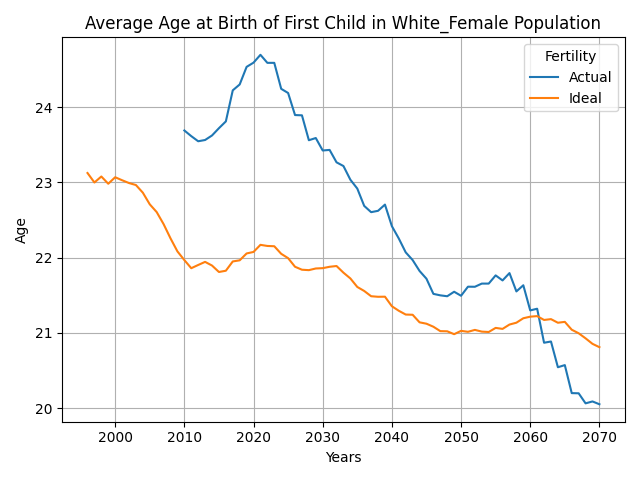 Average Age at Birth of First Child in White_Female Population
Fertility
Actual
Ideal
24
23
22
21
20
Age
2000 2010 2020 2030 2040 2050 2060 2070
Years